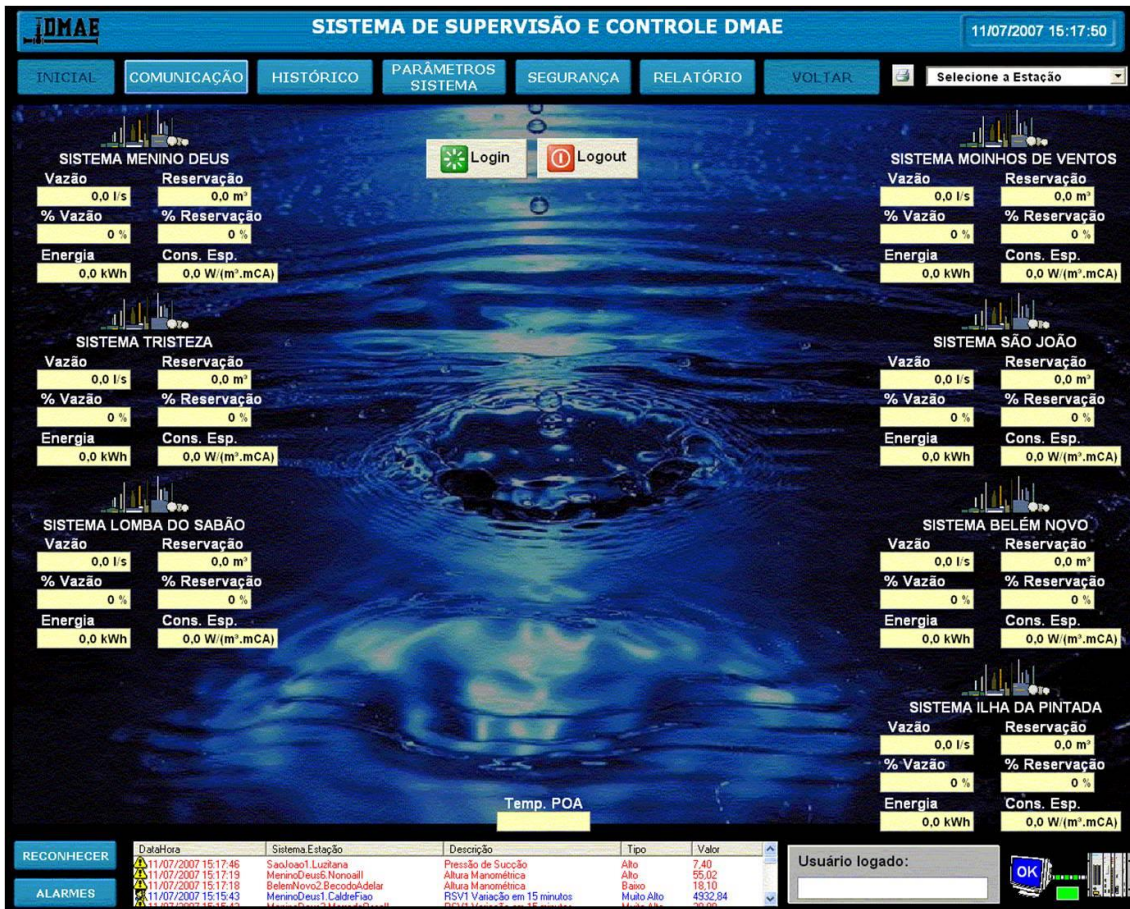 DMAE
SISTEMA DE SUPERVISÃO E CONTROLE DMAE
11/07/2007 15:17:50
INICIAL
COMUNICAÇÃO
HISTÓRICO
PARÂMETROS
SISTEMA
SEGURANÇA
RELATÓRIO
VOLTAR
Selecione a Estação
Login
Logout
SISTEMA MENINO DEUS
Vazão Reservação
0,0 l/s 0,0 m³
% Vazão % Reservação
0 % 0 %
Energia Cons. Esp.
0,0 kWh 0,0 W/(m³.mCA)
SISTEMA TRISTEZA
Vazão Reservação
0,0 l/s 0,0 m³
% Vazão % Reservação
0 % 0 %
Energia Cons. Esp.
0,0 kWh 0,0 W/(m³.mCA)
SISTEMA LOMBA DO SABÃO
Vazão Reservação
0,0 l/s 0,0 m³
% Vazão % Reservação
0 % 0 %
Energia Cons. Esp.
0,0 kWh 0,0 W/(m³.mCA)
SISTEMA MOINHOS DE VENTOS
Vazão Reservação
0,0 l/s 0,0 m³
% Vazão % Reservação
0 % 0 %
Energia Cons. Esp.
0,0 kWh 0,0 W/(m³.mCA)
SISTEMA SÃO JOÃO
Vazão Reservação
0,0 l/s 0,0 m³
% Vazão % Reservação
0 % 0 %
Energia Cons. Esp.
0,0 kWh 0,0 W/(m³.mCA)
SISTEMA BELÉM NOVO
Vazão Reservação
0,0 l/s 0,0 m³
% Vazão % Reservação
0 % 0 %
Energia Cons. Esp.
0,0 kWh 0,0 W/(m³.mCA)
SISTEMA ILHA DA PINTADA
Vazão Reservação
0,0 l/s 0,0 m³
% Vazão % Reservação
0 % 0 %
Energia Cons. Esp.
0,0 kWh 0,0 W/(m³.mCA)
Temp. POA
RECONHECER
ALARMES
DataHora Sistema.Estação Descrição Tipo Valor
11/07/2007 15:17:46 SaoJoao1.Luzitana Pressão de Sucção Alto 7,40
11/07/2007 15:17:19 MeninoDeus6.Nonoaill Altura Manométrica Alto 55,02
11/07/2007 15:17:18 BelemNovo2.BecodoAdelar Altura Manométrica Baixo 18,10
11/07/2007 15:15:43 MeninoDeus1.CaldreFiao RSV1 Variação em 15 minutos Muito Alto 4932,84
Usuário logado:
OK